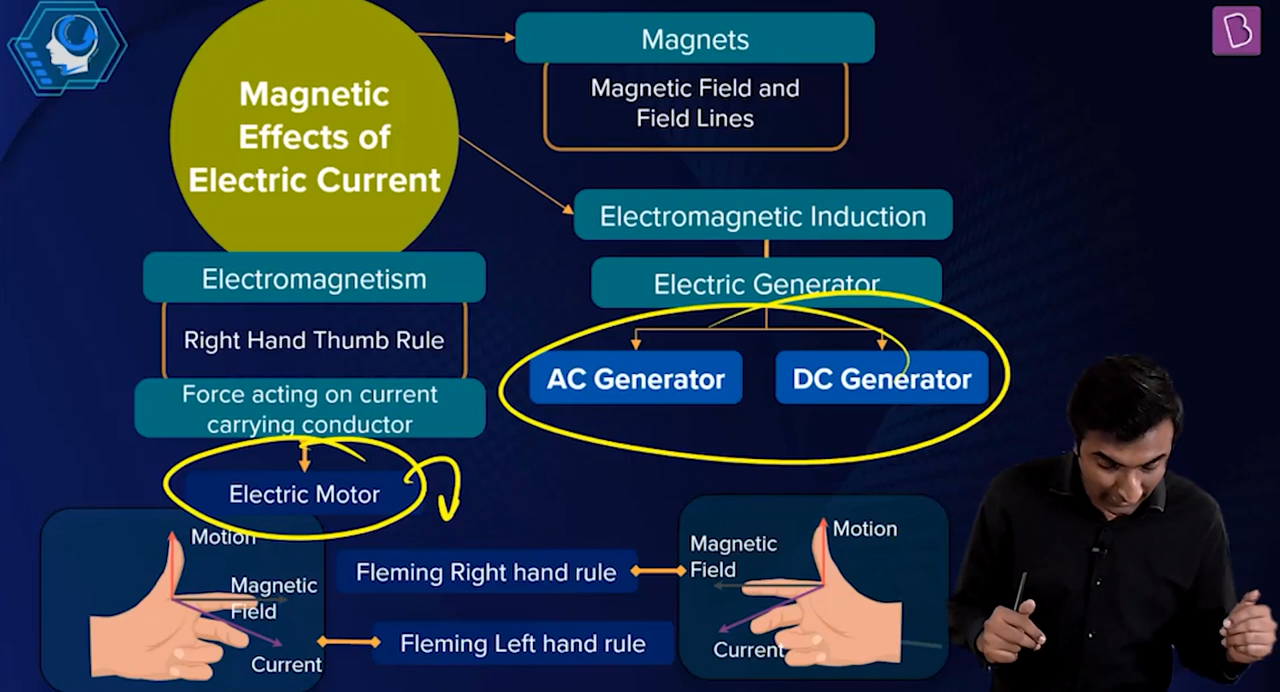 Magnetic
Effects of
Electric Current
Magnets
Magnetic Field and
Field Lines
Electromagnetic Induction
Electric Generator
AC Generator
DC Generator
Electromagnetism
Right Hand Thumb Rule
Force acting on current
carrying conductor
Electric Motor
Motion
Magnetic
Field
Current
Fleming Right hand rule
Fleming Left hand rule
Magnetic
Field
Motion
Current
B